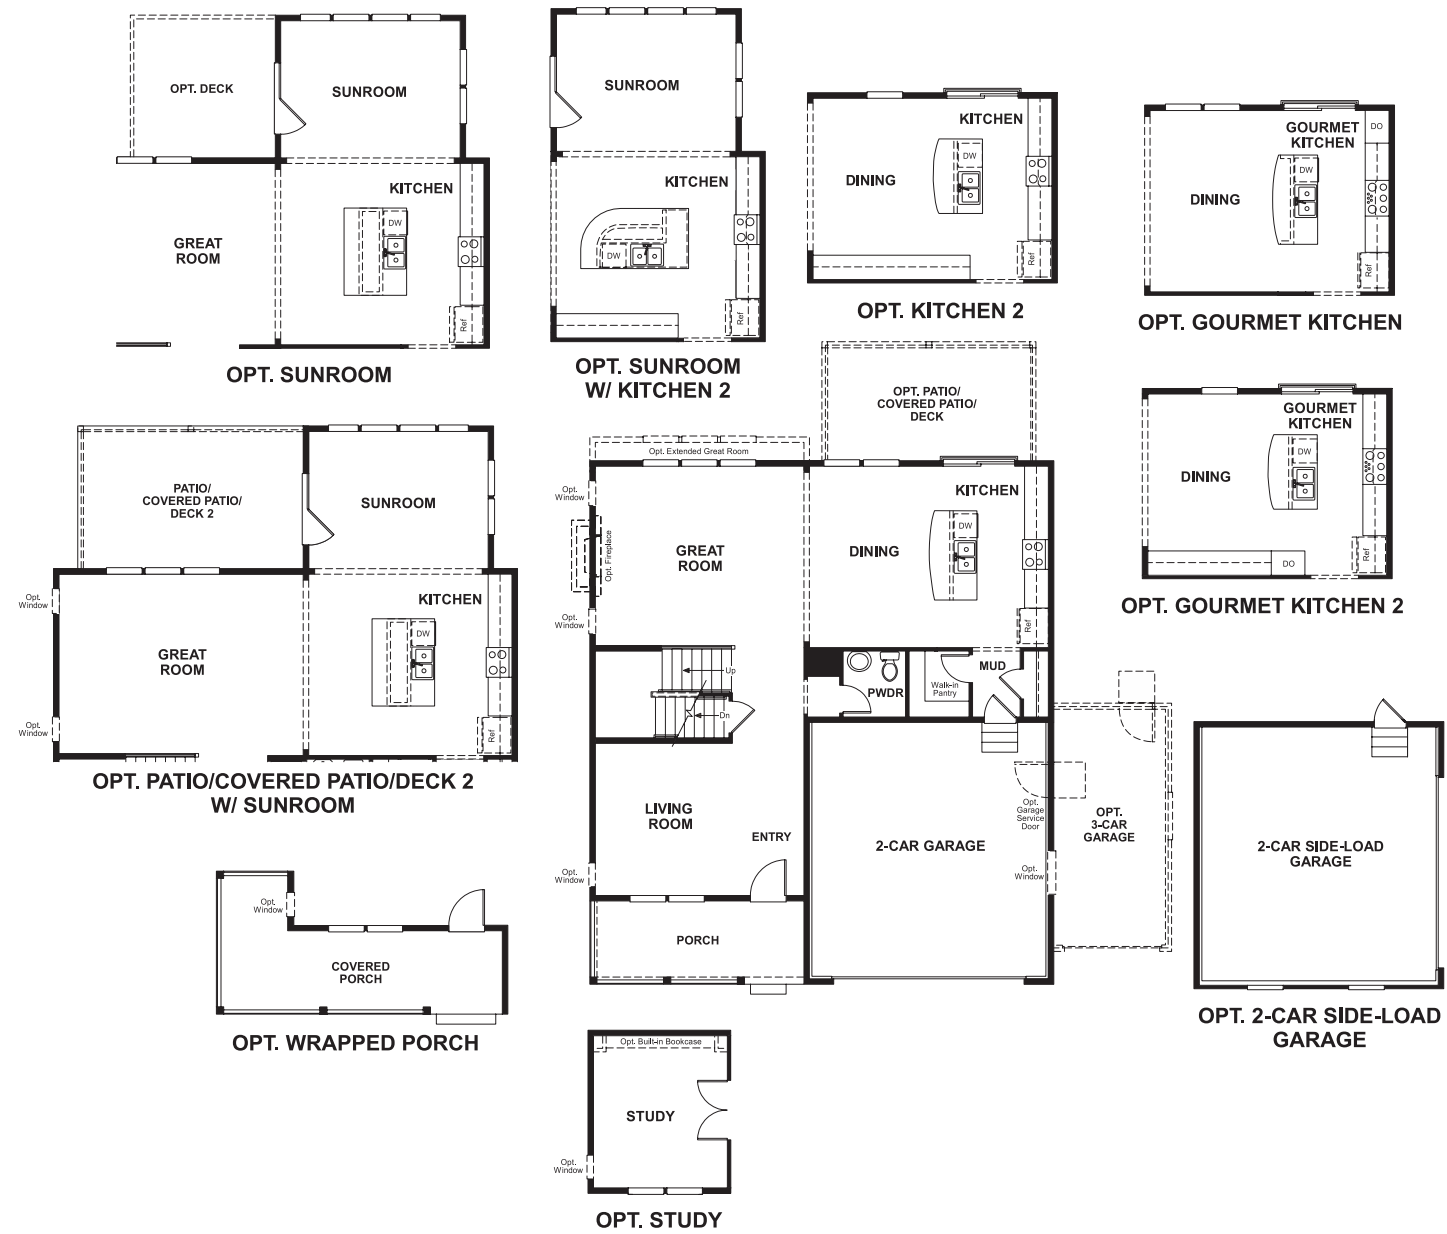 OPT. DECK
SUNROOM
KITCHEN
DW
GREAT
ROOM
Ref
OPT. SUNROOM
SUNROOM
KITCHEN
DW
Ref
OPT. SUNROOM
W/ KITCHEN 2
KITCHEN
DW
DINING
Ref
OPT. KITCHEN 2
DO
GOURMET
KITCHEN
DW
DINING
Ref
OPT. GOURMET KITCHEN
PATIO/
COVERED PATIO/
DECK 2
SUNROOM
Opt.
Window
KITCHEN
DW
GREAT
ROOM
Opt.
Window
Ref
OPT. PATIO/COVERED PATIO/DECK 2
W/ SUNROOM
OPT. PATIO/
COVERED PATIO/
DECK
Opt. Extended Great Room
Opt.
Window
KITCHEN
DW
GREAT
ROOM
DINING
Opt. Fireplace
Opt.
Window
Ref
Up
PWDR
Walk-in
Pantry
MUD
Dn
LIVING
ROOM
ENTRY
2-CAR GARAGE
Opt.
Garage
Service
Door
OPT.
3-CAR
GARAGE
Opt.
Window
Opt.
Window
PORCH
GOURMET
KITCHEN
DW
DINING
Ref
DO
OPT. GOURMET KITCHEN 2
2-CAR SIDE-LOAD
GARAGE
OPT. 2-CAR SIDE-LOAD
GARAGE
Opt.
Window
COVERED
PORCH
OPT. WRAPPED PORCH
Opt. Built-in Bookcase
STUDY
Opt.
Window
OPT. STUDY